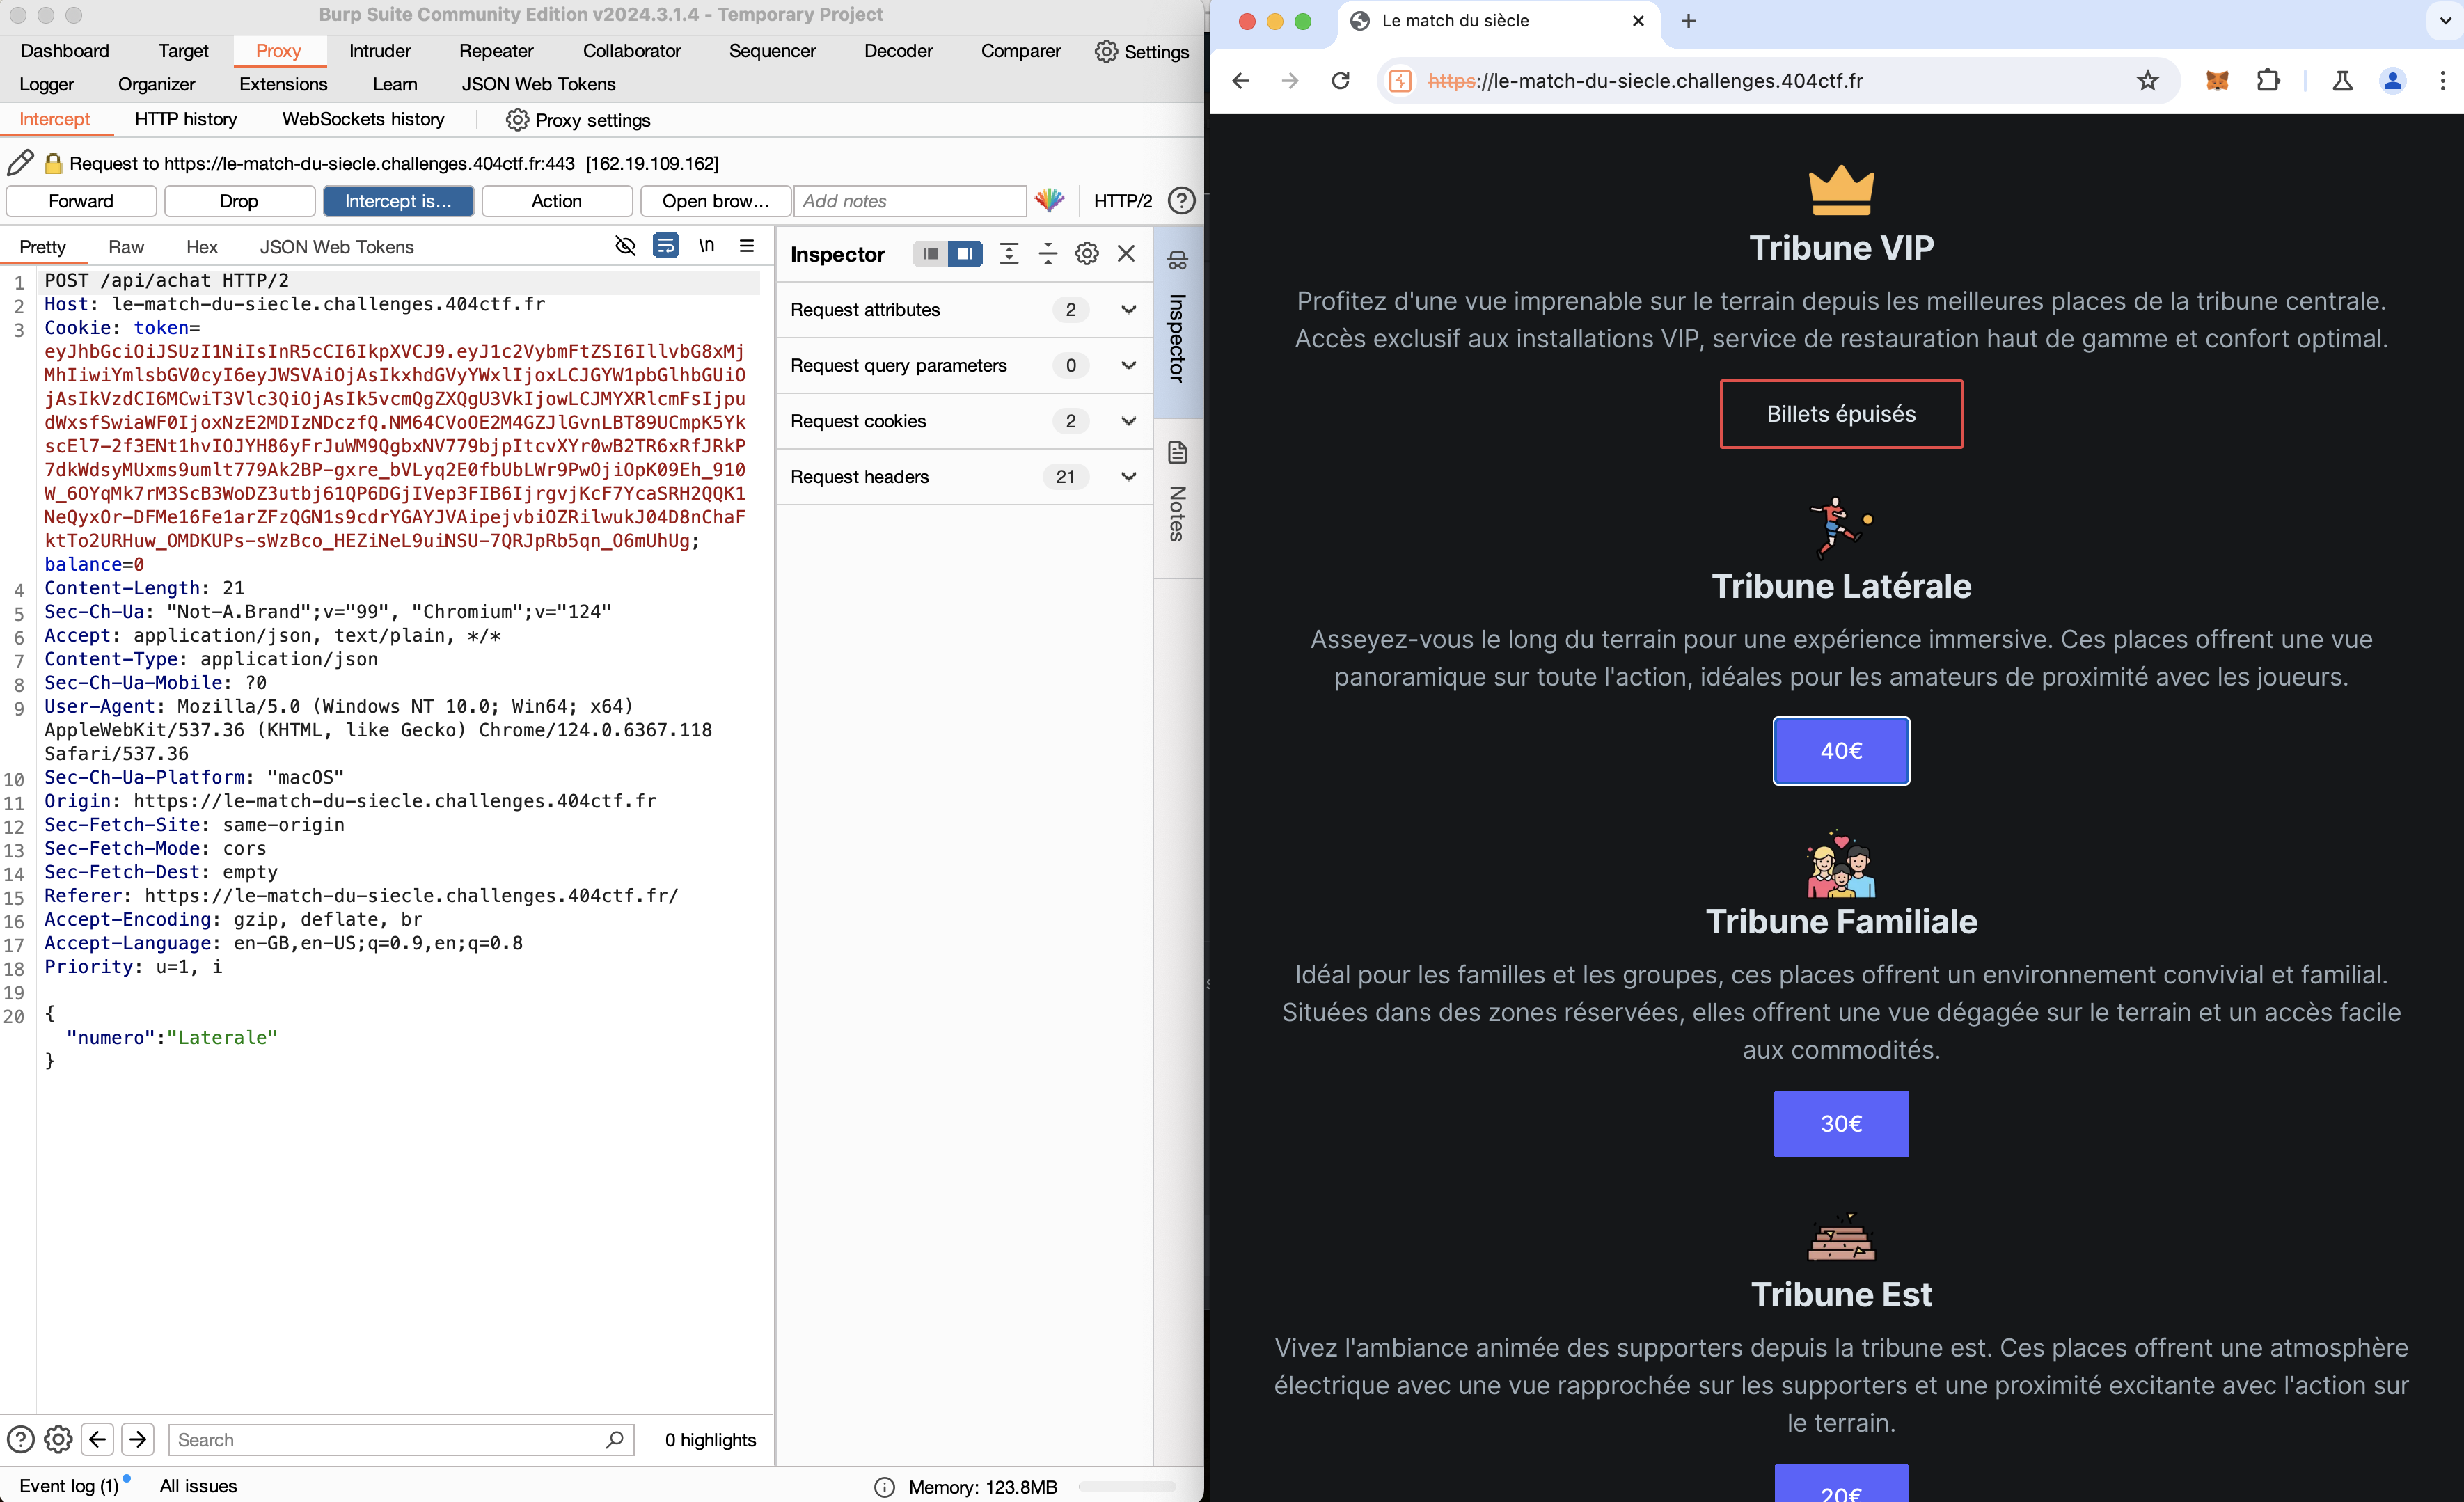 Burp Suite Community Edition v2024.3.1.4 - Temporary Project
Dashboard Target Proxy Intruder Repeater Collaborator Sequencer Decoder Comparer Settings
Logger Organizer Extensions Learn JSON Web Tokens
Intercept HTTP history WebSockets history Proxy settings
Request to https://le-match-du-siecle.challenges.404ctf.fr:443 [162.19.109.162]
Forward Drop Intercept is... Action Open brow... Add notes HTTP/2
Pretty Raw Hex JSON Web Tokens \n
1 POST /api/achat HTTP/2
2 Host: le-match-du-siecle.challenges.404ctf.fr
3 Cookie: token=
eyJhbGciOiJSUzI1NiIsInR5cCI6IkpXVCJ9.eyJ1c2VybmFtZSI6IllvbG8xMj
MhIiwiYmlsbGV0cyI6eyJWSVAiOjAsIkxhdGVyYWxlIjoxLCJGYW1pbGlhbGUiO
jAsIkVzdCI6MCwiT3Vlc3QiOjAsIk5vcmQgZXQgU3VkIjowLCJMYXRlcmFsIjpu
dWxsfSwiaWF0IjoxNzE2MDIzNDczfQ.NM64CVoOE2M4GZJlGvnLBT89UCmpK5Yk
scEl7-2f3ENt1hvIOJYH86yFrJuWM9QgbxNV779bjpItcvXYr0wB2TR6xRfJRkP
7dkWdsyMUxms9umlt779Ak2BP-gxre_bVLyq2E0fbUbLWr9PwOjiOpK09Eh_910
W_6OYqMk7rM3ScB3WoDZ3utbj61QP6DGjIVep3FIB6IjrgvjKcF7YcaSRH2QQK1
NeQyxOr-DFMe16Fe1arZFzQGN1s9cdrYGAYJVAipejvbiOZRilwukJ04D8nChaF
ktTo2URHuw_OMDKUPs-sWzBco_HEZiNeL9uiNSU-7QRJpRb5qn_O6mUhUg;
balance=0
4 Content-Length: 21
5 Sec-Ch-Ua: "Not-A.Brand";v="99", "Chromium";v="124"
6 Accept: application/json, text/plain, */*
7 Content-Type: application/json
8 Sec-Ch-Ua-Mobile: ?0
9 User-Agent: Mozilla/5.0 (Windows NT 10.0; Win64; x64)
AppleWebKit/537.36 (KHTML, like Gecko) Chrome/124.0.6367.118
Safari/537.36
10 Sec-Ch-Ua-Platform: "macOS"
11 Origin: https://le-match-du-siecle.challenges.404ctf.fr
12 Sec-Fetch-Site: same-origin
13 Sec-Fetch-Mode: cors
14 Sec-Fetch-Dest: empty
15 Referer: https://le-match-du-siecle.challenges.404ctf.fr/
16 Accept-Encoding: gzip, deflate, br
17 Accept-Language: en-GB,en-US;q=0.9,en;q=0.8
18 Priority: u=1, i
19
20 {
"numero":"Laterale"
}
Search 0 highlights
Inspector
Request attributes 2
Request query parameters 0
Request cookies 2
Request headers 21
Inspector
Notes
Event log (1) All issues
Memory: 123.8MB
Le match du siècle
https://le-match-du-siecle.challenges.404ctf.fr
Tribune VIP
Profitez d'une vue imprenable sur le terrain depuis les meilleures places de la tribune centrale.
Accès exclusif aux installations VIP, service de restauration haut de gamme et confort optimal.
Billets épuisés
Tribune Latérale
Asseyez-vous le long du terrain pour une expérience immersive. Ces places offrent une vue
panoramique sur toute l'action, idéales pour les amateurs de proximité avec les joueurs.
40€
Tribune Familiale
Idéal pour les familles et les groupes, ces places offrent un environnement convivial et familial.
Situées dans des zones réservées, elles offrent une vue dégagée sur le terrain et un accès facile
aux commodités.
30€
Tribune Est
Vivez l'ambiance animée des supporters depuis la tribune est. Ces places offrent une atmosphère
électrique avec une vue rapprochée sur les supporters et une proximité excitante avec l'action sur
le terrain.
20€